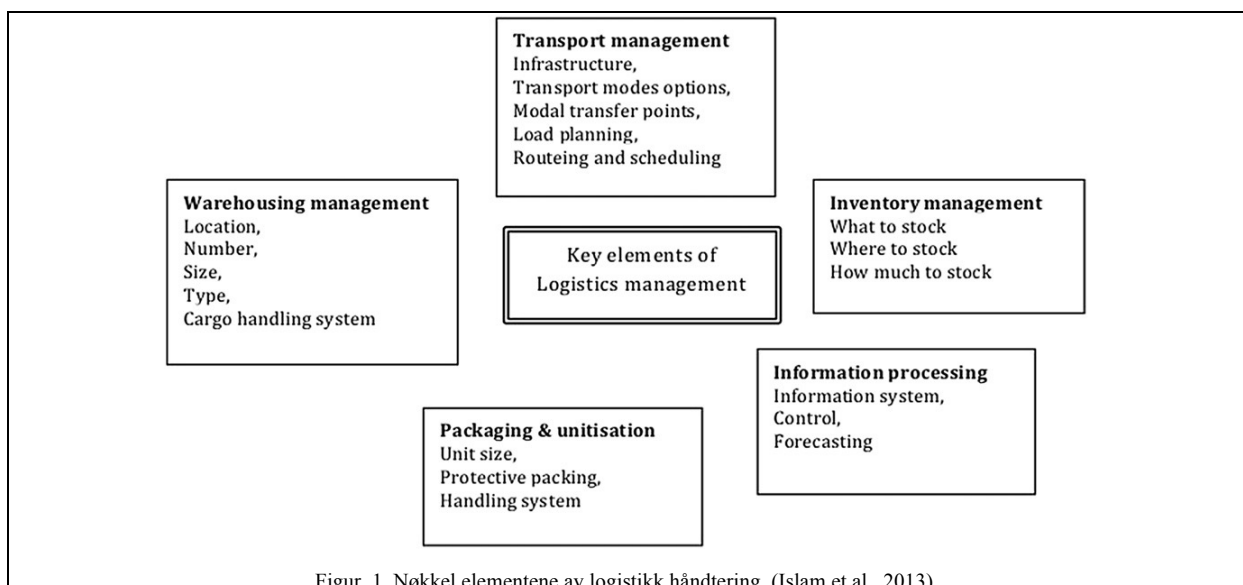 Transport management
Infrastructure,
Transport modes options,
Modal transfer points,
Load planning,
Routeing and scheduling
Warehousing management
Location,
Number,
Size,
Type,
Cargo handling system
Key elements of
Logistics management
Inventory management
What to stock
Where to stock
How much to stock
Information processing
Information system,
Control,
Forecasting
Packaging & unitisation
Unit size,
Protective packing,
Handling system
Figur 1. Nøkkel elementene av logistikk håndtering. (Islam et al., 2013)